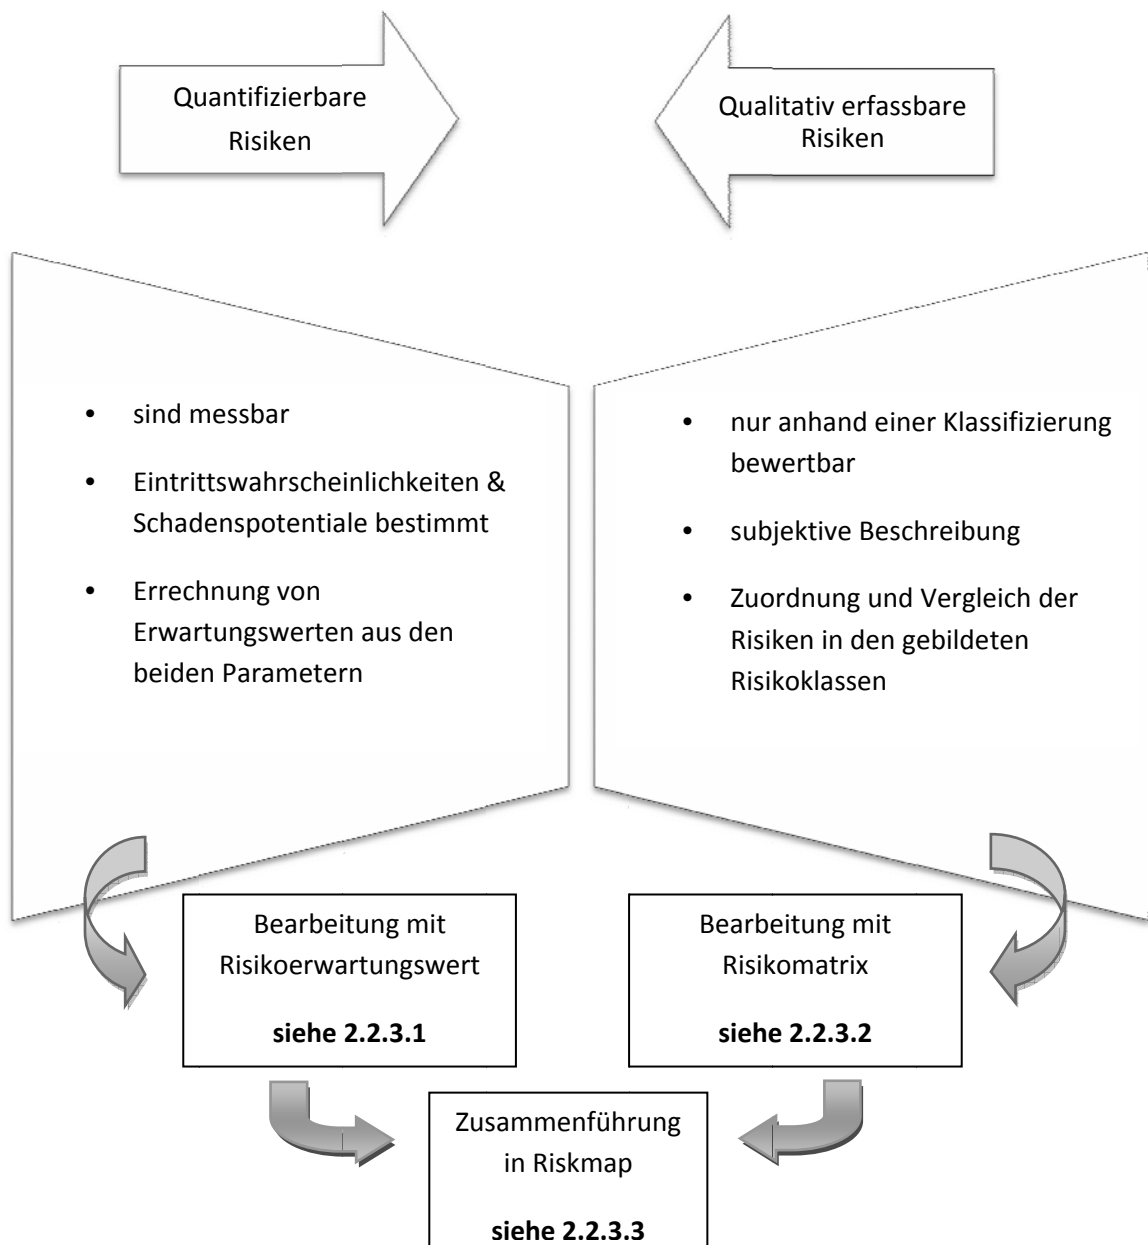 Quantifizierbare
Risiken
Qualitativ erfassbare
Risiken
• sind messbar
• Eintrittswahrscheinlichkeiten &
Schadenspotentiale bestimmt
• Errechnung von
Erwartungswerten aus den
beiden Parametern
• nur anhand einer Klassifizierung
bewertbar
• subjektive Beschreibung
• Zuordnung und Vergleich der
Risiken in den gebildeten
Risikoklassen
Bearbeitung mit
Risikoerwartungswert
siehe 2.2.3.1
Bearbeitung mit
Risikomatrix
siehe 2.2.3.2
Zusammenführung
in Riskmap
siehe 2.2.3.3